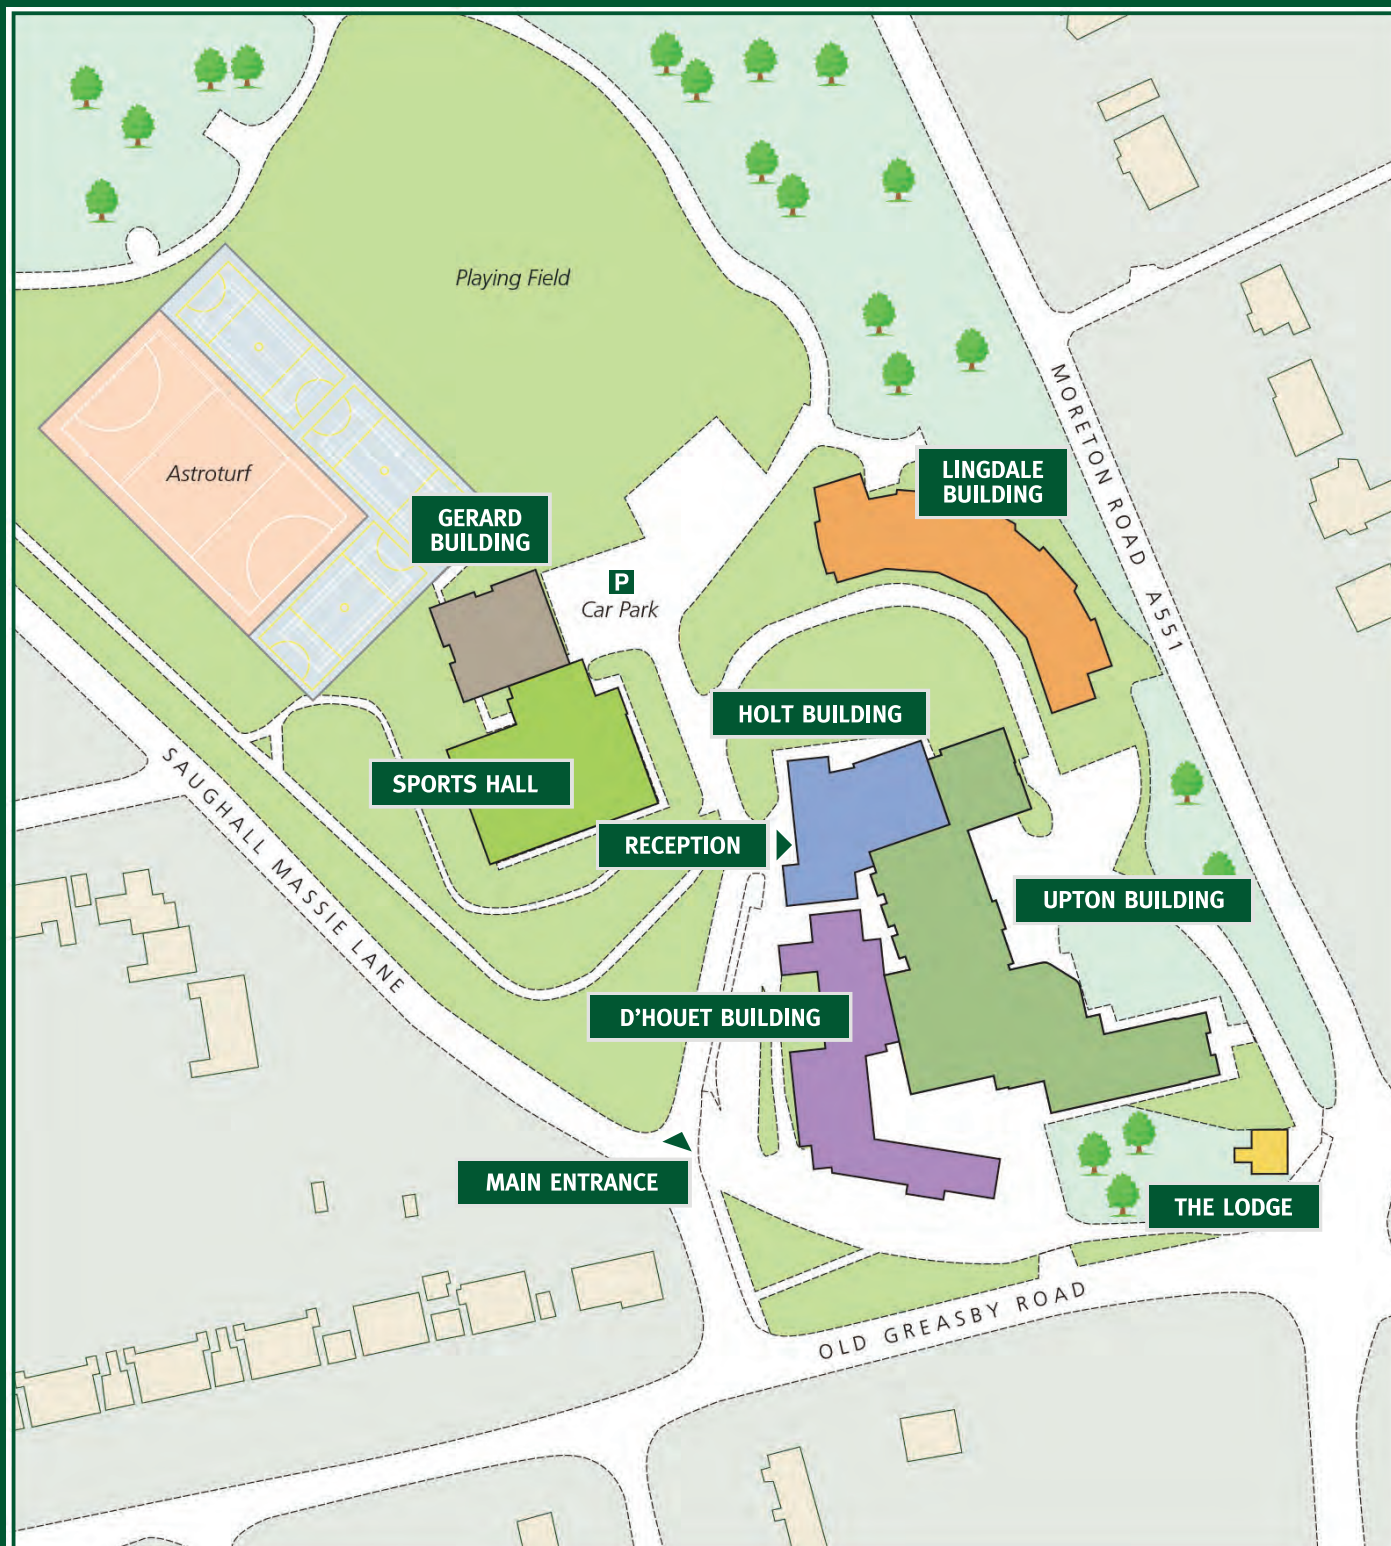 Playing Field
Astroturf
MORETON ROAD A551
LINGDALE
BUILDING
GERARD
BUILDING
P
Car Park
HOLT BUILDING
SPORTS HALL
RECEPTION
SAUGHALL MASSIE LANE
UPTON BUILDING
D'HOUET BUILDING
MAIN ENTRANCE
THE LODGE
OLD GREASBY ROAD